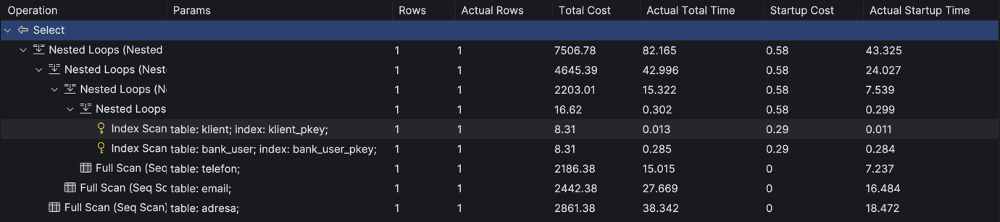 Operation Params Rows Actual Rows Total Cost Actual Total Time Startup Cost Actual Startup Time
Select
Nested Loops (Nested 1 1 7506.78 82.165 0.58 43.325
Nested Loops (Nest 1 1 4645.39 42.996 0.58 24.027
Nested Loops (N 1 1 2203.01 15.322 0.58 7.539
Nested Loops 1 1 16.62 0.302 0.58 0.299
Index Scan table: klient; index: klient_pkey; 1 1 8.31 0.013 0.29 0.011
Index Scan table: bank_user; index: bank_user_pkey; 1 1 8.31 0.285 0.29 0.284
Full Scan (Seq table: telefon; 1 1 2186.38 15.015 0 7.237
Full Scan (Seq Sc table: email; 1 1 2442.38 27.669 0 16.484
Full Scan (Seq Scan) table: adresa; 1 1 2861.38 38.342 0 18.472